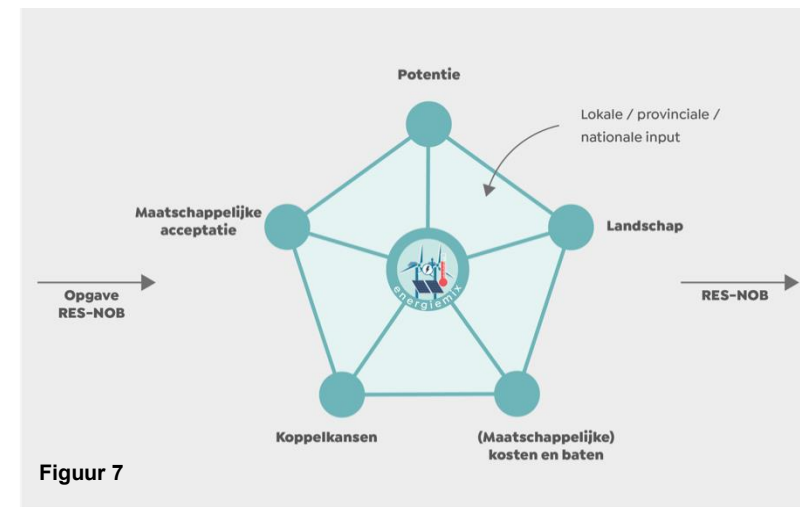 Potentie
Lokale / provinciale /
nationale input
Maatschappelijke
acceptatie
Landschap
energiemix
Opgave
RES-NOB
RES-NOB
Koppelkansen
(Maatschappelijke)
kosten en baten
Figuur 7